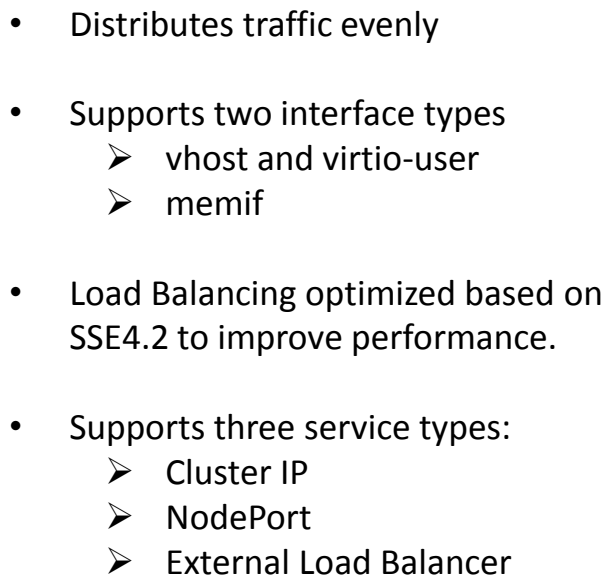 • Distributes traffic evenly
• Supports two interface types
➢ vhost and virtio-user
➢ memif
• Load Balancing optimized based on
SSE4.2 to improve performance.
• Supports three service types:
➢ Cluster IP
➢ NodePort
➢ External Load Balancer